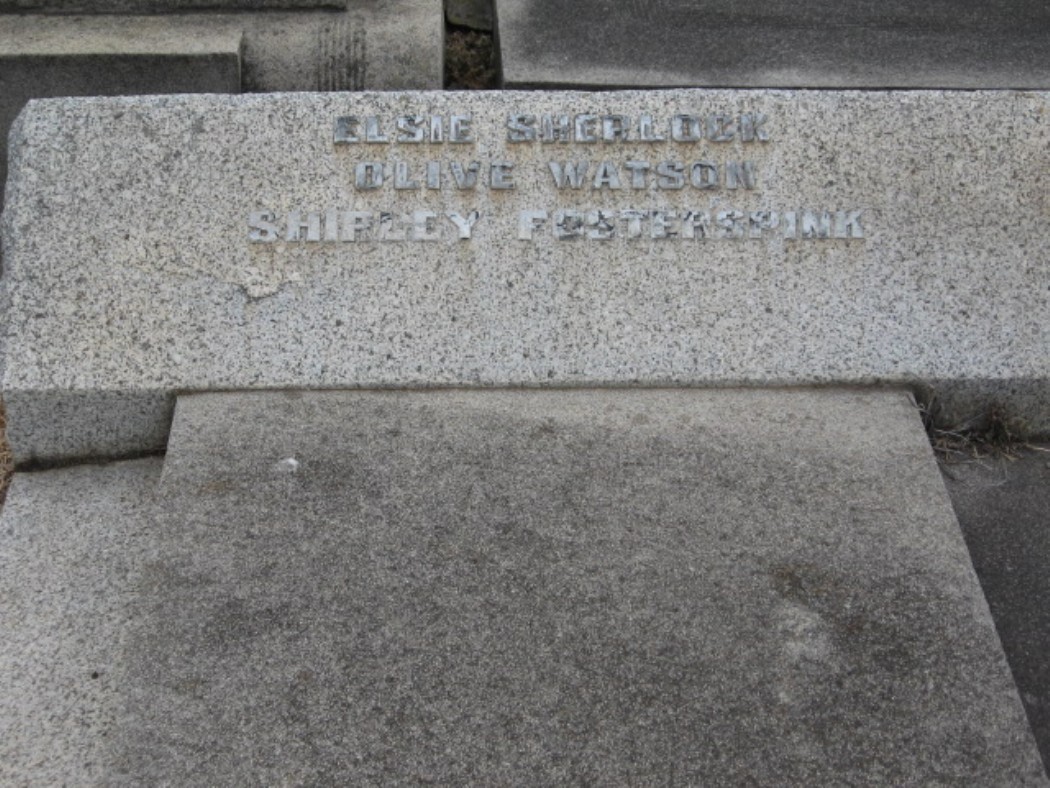 ELSIE SHERLOCK
OLIVE WATSON
SHIRLEY FOSTERSPINK